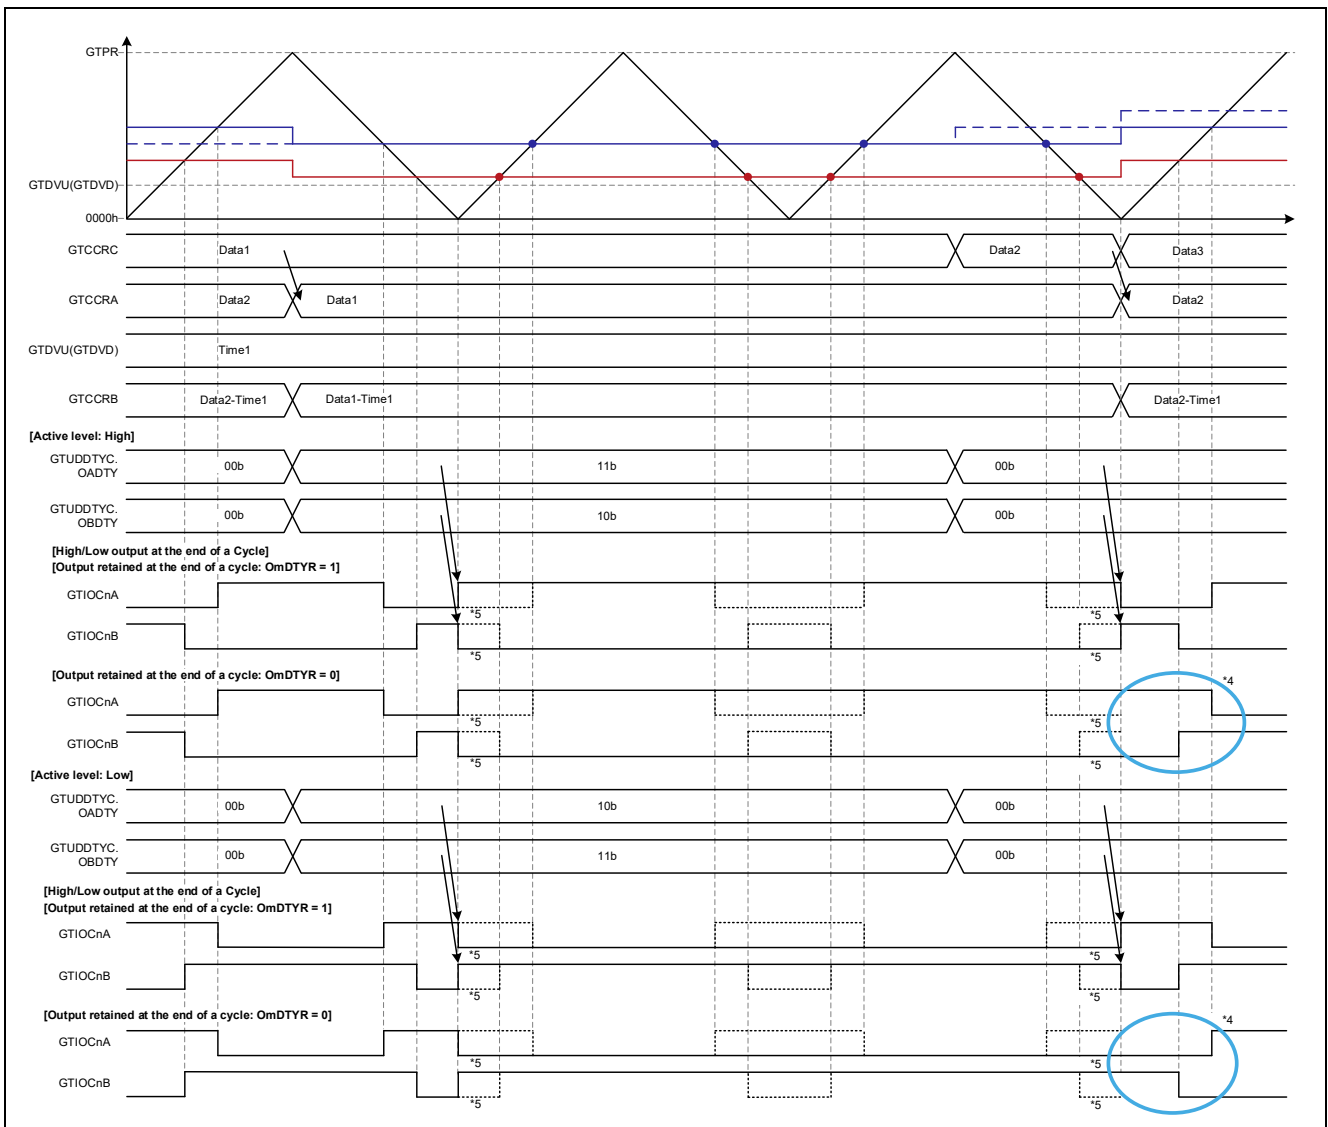 GTPR
GTDVU(GTDVD)
0000h
GTCCRC
Data1
Data2
Data3
GTCCRA
Data2
Data1
Data2
GTDVU(GTDVD)
Time1
GTCCRB
Data2-Time1
Data1-Time1
Data2-Time1
[Active level: High]
GTUDDTYC.
OADTY
00b
11b
00b
GTUDDTYC.
OBDTY
00b
10b
00b
[High/Low output at the end of a Cycle]
[Output retained at the end of a cycle: OmDTYR = 1]
GTIOCnA
*5
*5
GTIOCnB
*5
*5
[Output retained at the end of a cycle: OmDTYR = 0]
*4
GTIOCnA
*5
*5
GTIOCnB
*5
*5
[Active level: Low]
GTUDDTYC.
OADTY
00b
10b
00b
GTUDDTYC.
OBDTY
00b
11b
00b
[High/Low output at the end of a Cycle]
[Output retained at the end of a cycle: OmDTYR = 1]
GTIOCnA
*5
*5
GTIOCnB
*5
*5
[Output retained at the end of a cycle: OmDTYR = 0]
*4
GTIOCnA
*5
*5
GTIOCnB
*5
*5